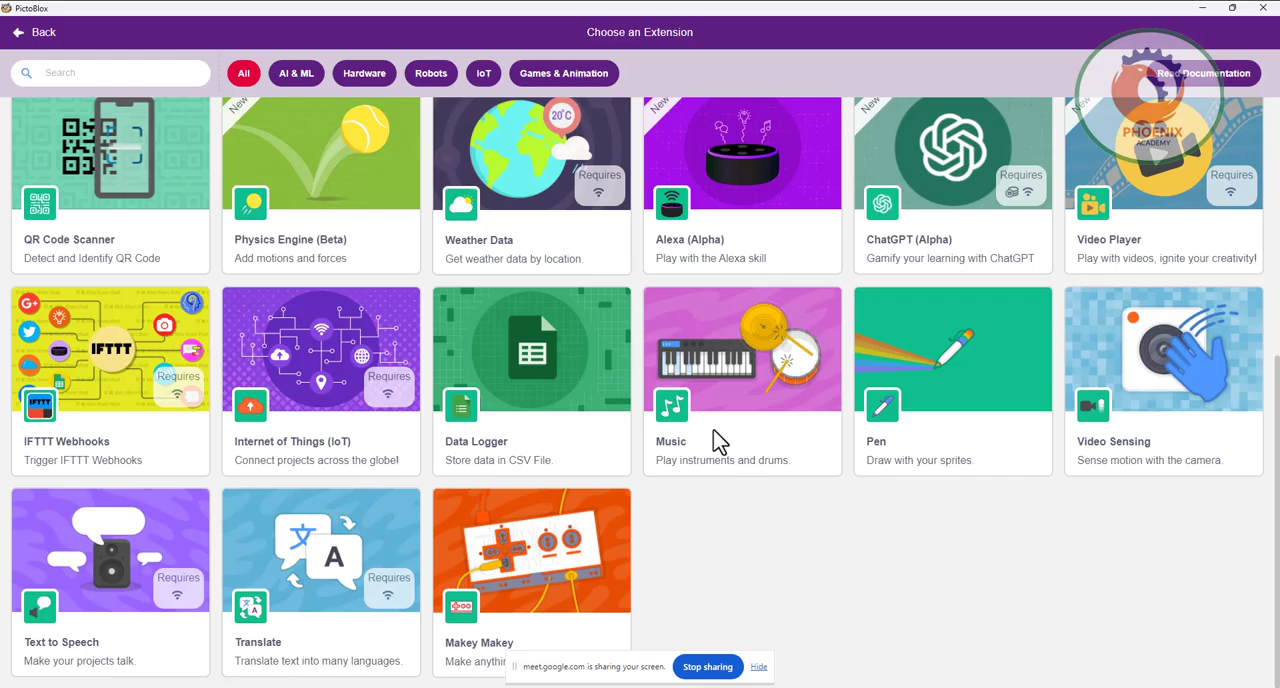 PictoBlox
Back
Choose an Extension
Search
All
AI & ML
Hardware
Robots
IoT
Games & Animation
Read Documentation
PHOENIX
ACADEMY
New
New
New
New
20°C
Requires
Requires
Requires
QR Code Scanner
Detect and Identify QR Code
Physics Engine (Beta)
Add motions and forces
Weather Data
Get weather data by location.
Alexa (Alpha)
Play with the Alexa skill
ChatGPT (Alpha)
Gamify your learning with ChatGPT
Video Player
Play with videos, ignite your creativity!
IFTTT
Requires
IFTTT
Requires
IFTTT Webhooks
Trigger IFTTT Webhooks
Internet of Things (IoT)
Connect projects across the globe!
Data Logger
Store data in CSV File.
Music
Play instruments and drums.
Pen
Draw with your sprites.
Video Sensing
Sense motion with the camera.
Requires
文
A
Requires
Text to Speech
Make your projects talk.
Translate
Translate text into many languages.
Makey Makey
meet.google.com is sharing your screen.
Stop sharing
Hide